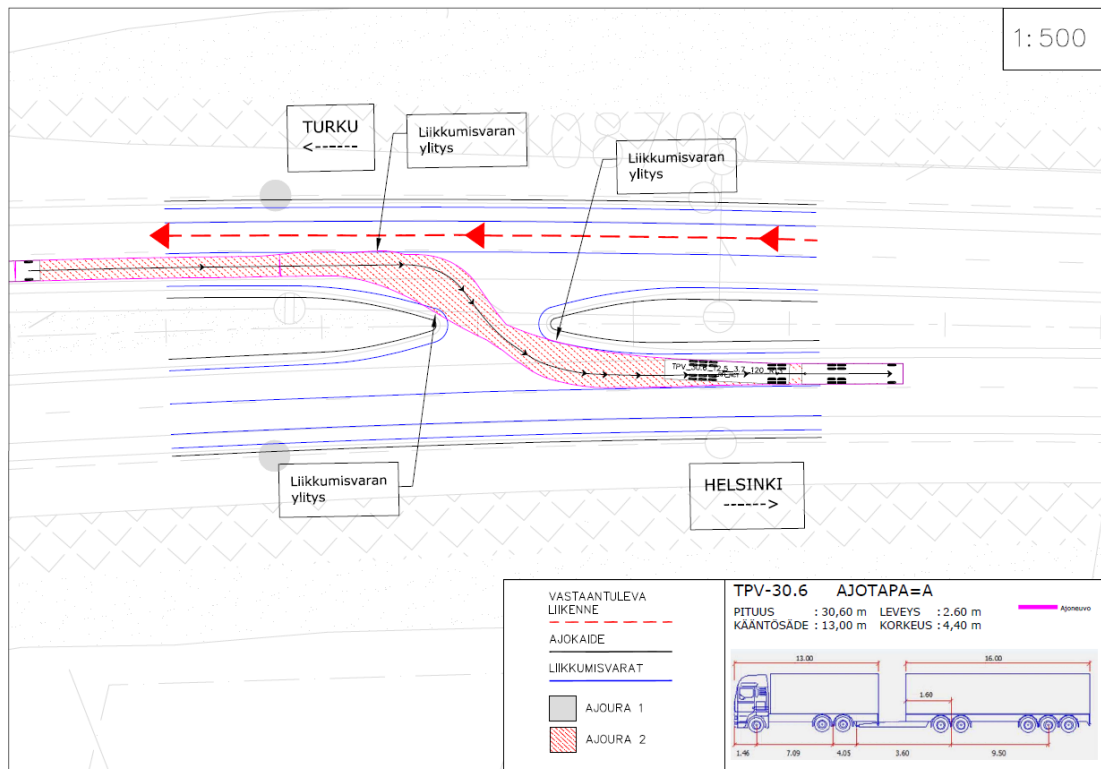 1:500
TURKU
<-----
Liikkumisvaran
ylitys
08709
Liikkumisvaran
ylitys
Liikkumisvaran
ylitys
HELSINKI
----->
VASTAANTULEVA
LIIKENNE
AJOKAIDE
LIIKKUMISVARAT
AJOURA 1
AJOURA 2
TPV-30.6 AJOTAPA=A
PITUUS : 30,60 m LEVEYS : 2.60 m
KÄÄNTÖSÄDE : 13,00 m KORKEUS : 4,40 m
Ajoneuvo
13.00
16.00
1.60
1.46
7.09
4.05
3.60
9.50